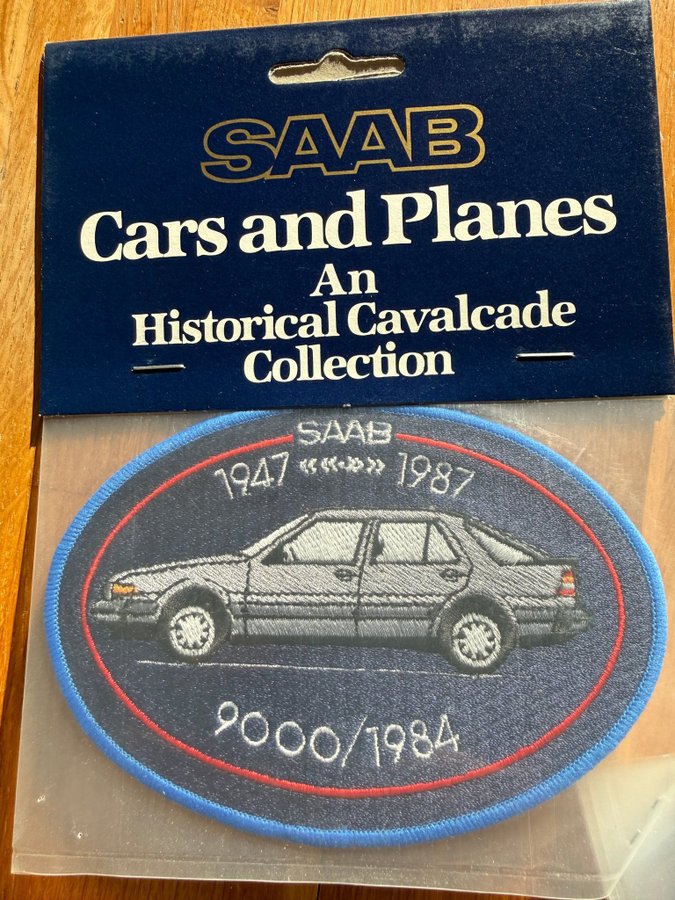 SAAB
Cars and Planes
An
Historical Cavalcade
Collection
SAAB
1947 «‹-›» 1987
9000/1984